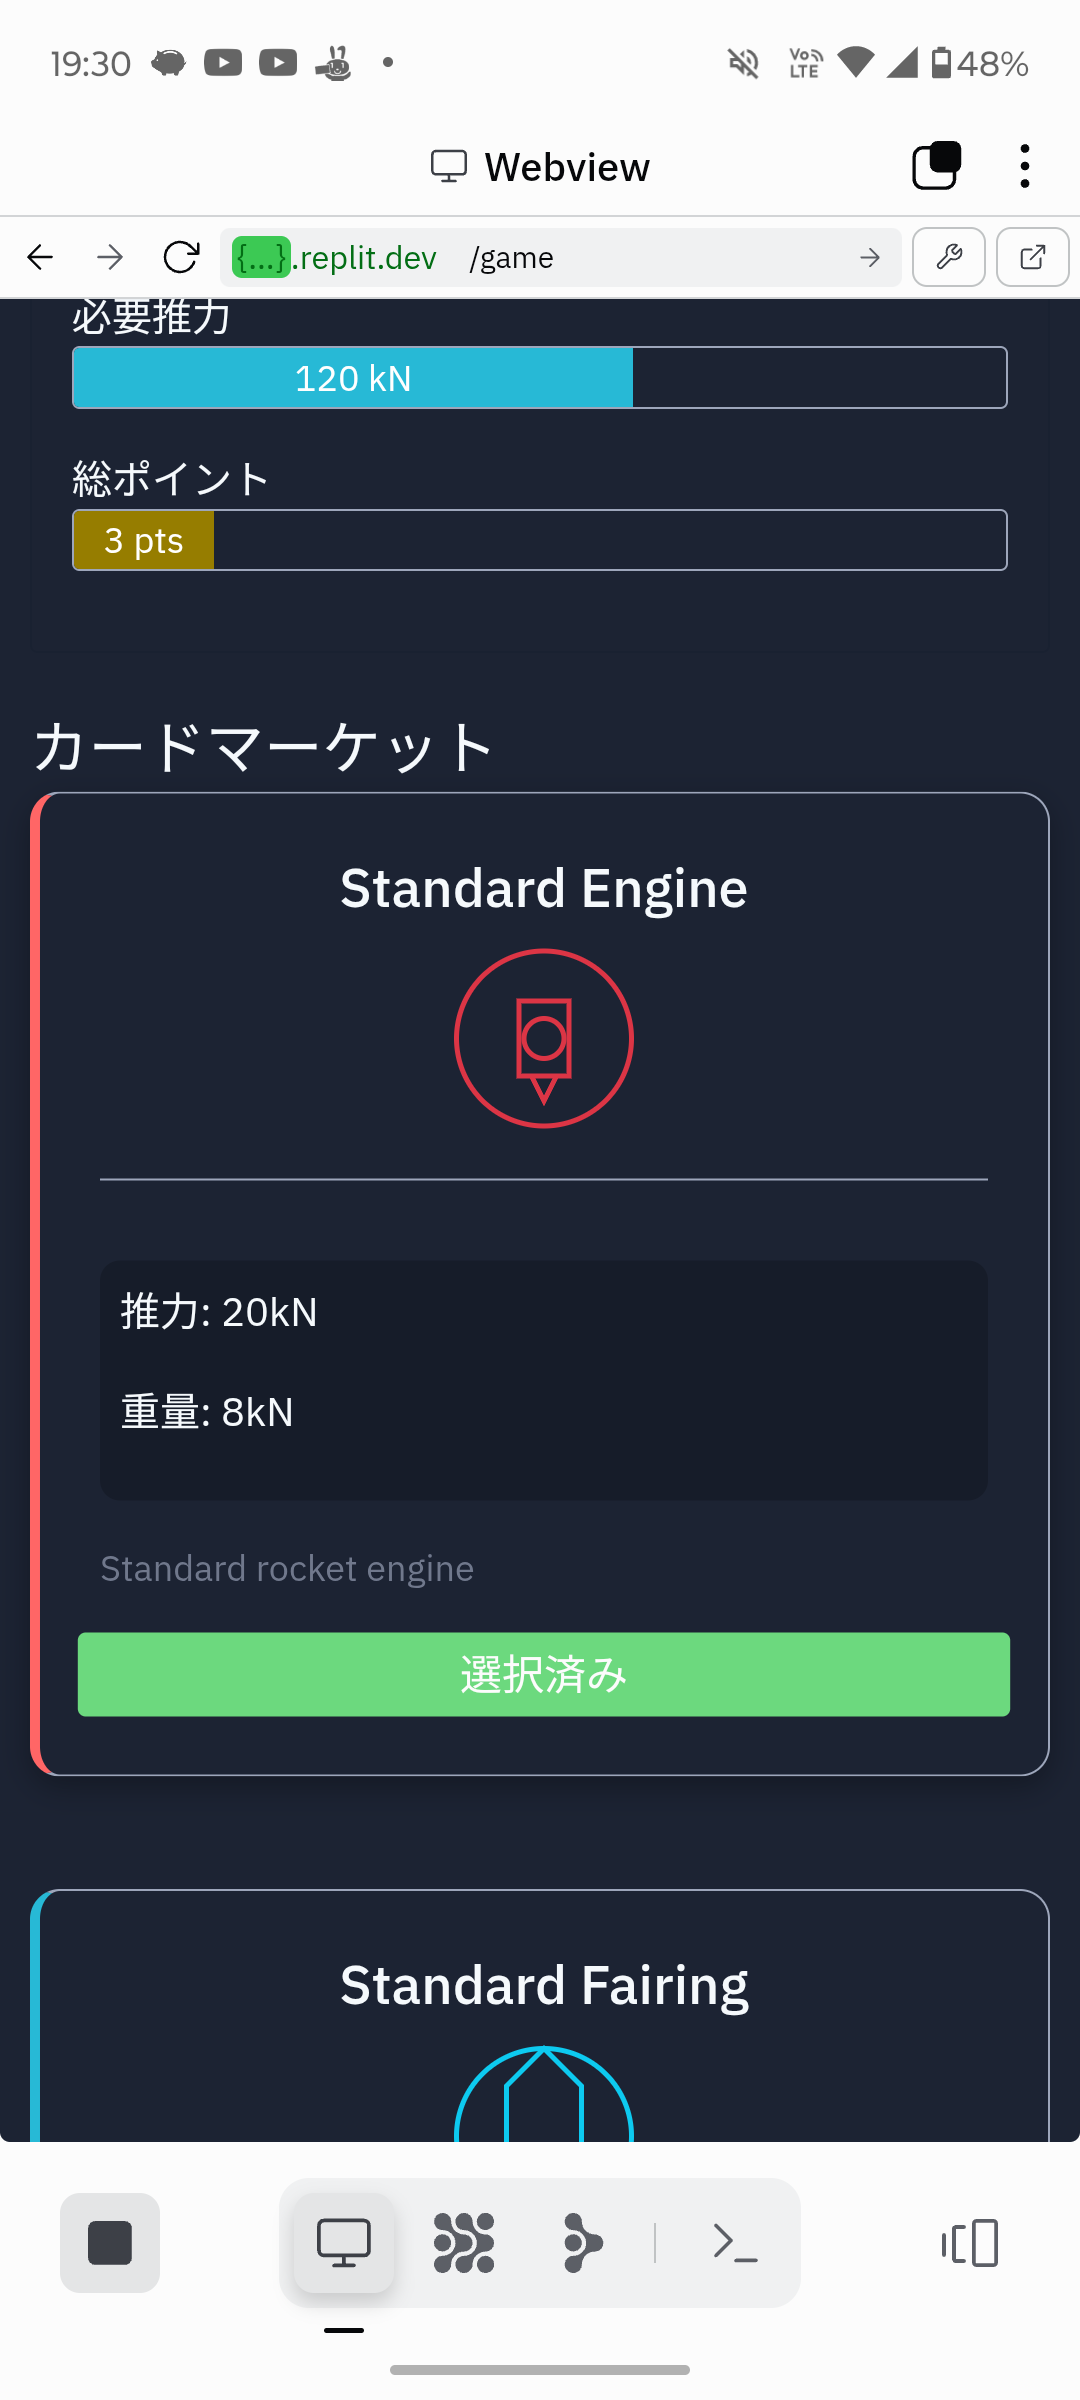 19:30
Vo LTE
48%
Webview
{...}.replit.dev /game
必要推力
120 kN
総ポイント
3 pts
カードマーケット
Standard Engine
推力: 20kN
重量: 8kN
Standard rocket engine
選択済み
Standard Fairing